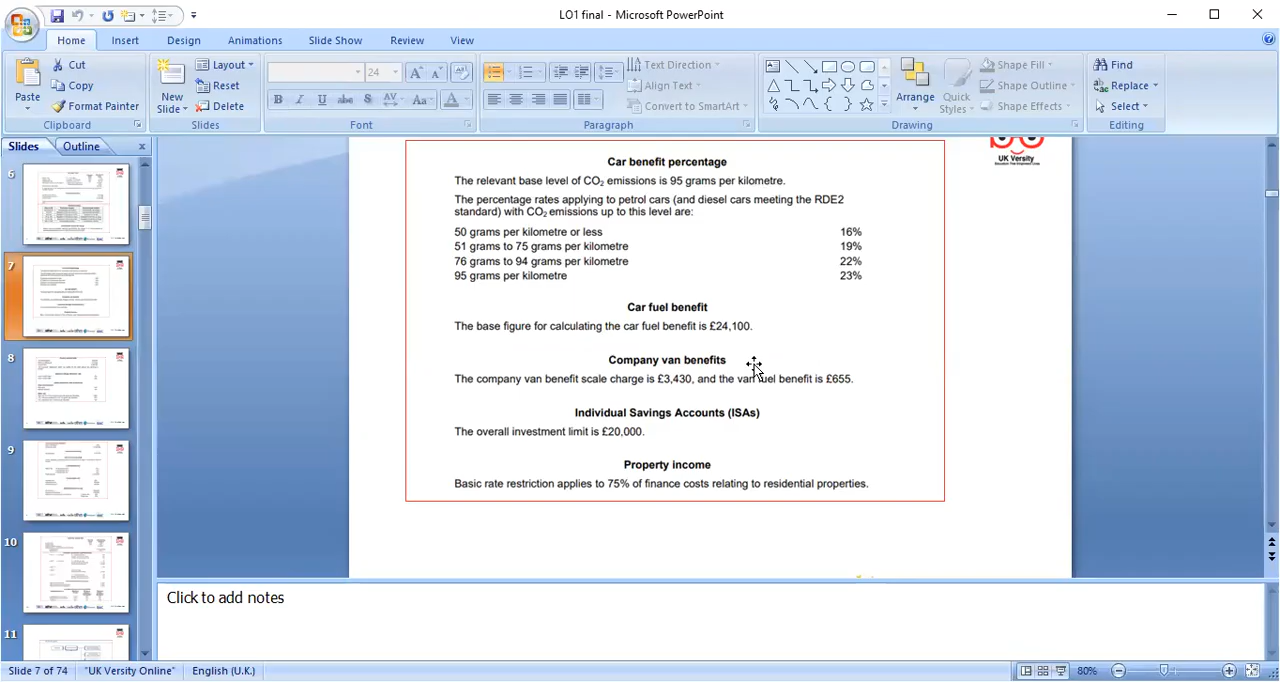 LO1 final - Microsoft PowerPoint
Home Insert Design Animations Slide Show Review View
Paste
Cut
Copy
Format Painter
Clipboard
New Slide
Layout
Reset
Delete
Slides
24
B I U abc S AV Aa A
Font
Text Direction
Align Text
Convert to SmartArt
Paragraph
Arrange
Quick Styles
Shape Fill
Shape Outline
Shape Effects
Drawing
Find
Replace
Select
Editing
Slides Outline
6
7
8
9
10
11
UK Versity
Car benefit percentage
The relevant base level of CO2 emissions is 95 grams per kilometre.
The percentage rates applying to petrol cars (and diesel cars meeting the RDE2
standard) with CO2 emissions up to this level are:
50 grams per kilometre or less 16%
51 grams to 75 grams per kilometre 19%
76 grams to 94 grams per kilometre 22%
95 grams per kilometre 23%
Car fuel benefit
The base figure for calculating the car fuel benefit is £24,100.
Company van benefits
The company van benefit scale charge is £3,430, and the van fuel benefit is £655.
Individual Savings Accounts (ISAs)
The overall investment limit is £20,000.
Property income
Basic rate restriction applies to 75% of finance costs relating to residential properties.
Click to add notes
Slide 7 of 74 "UK Versity Online" English (U.K.) 80%